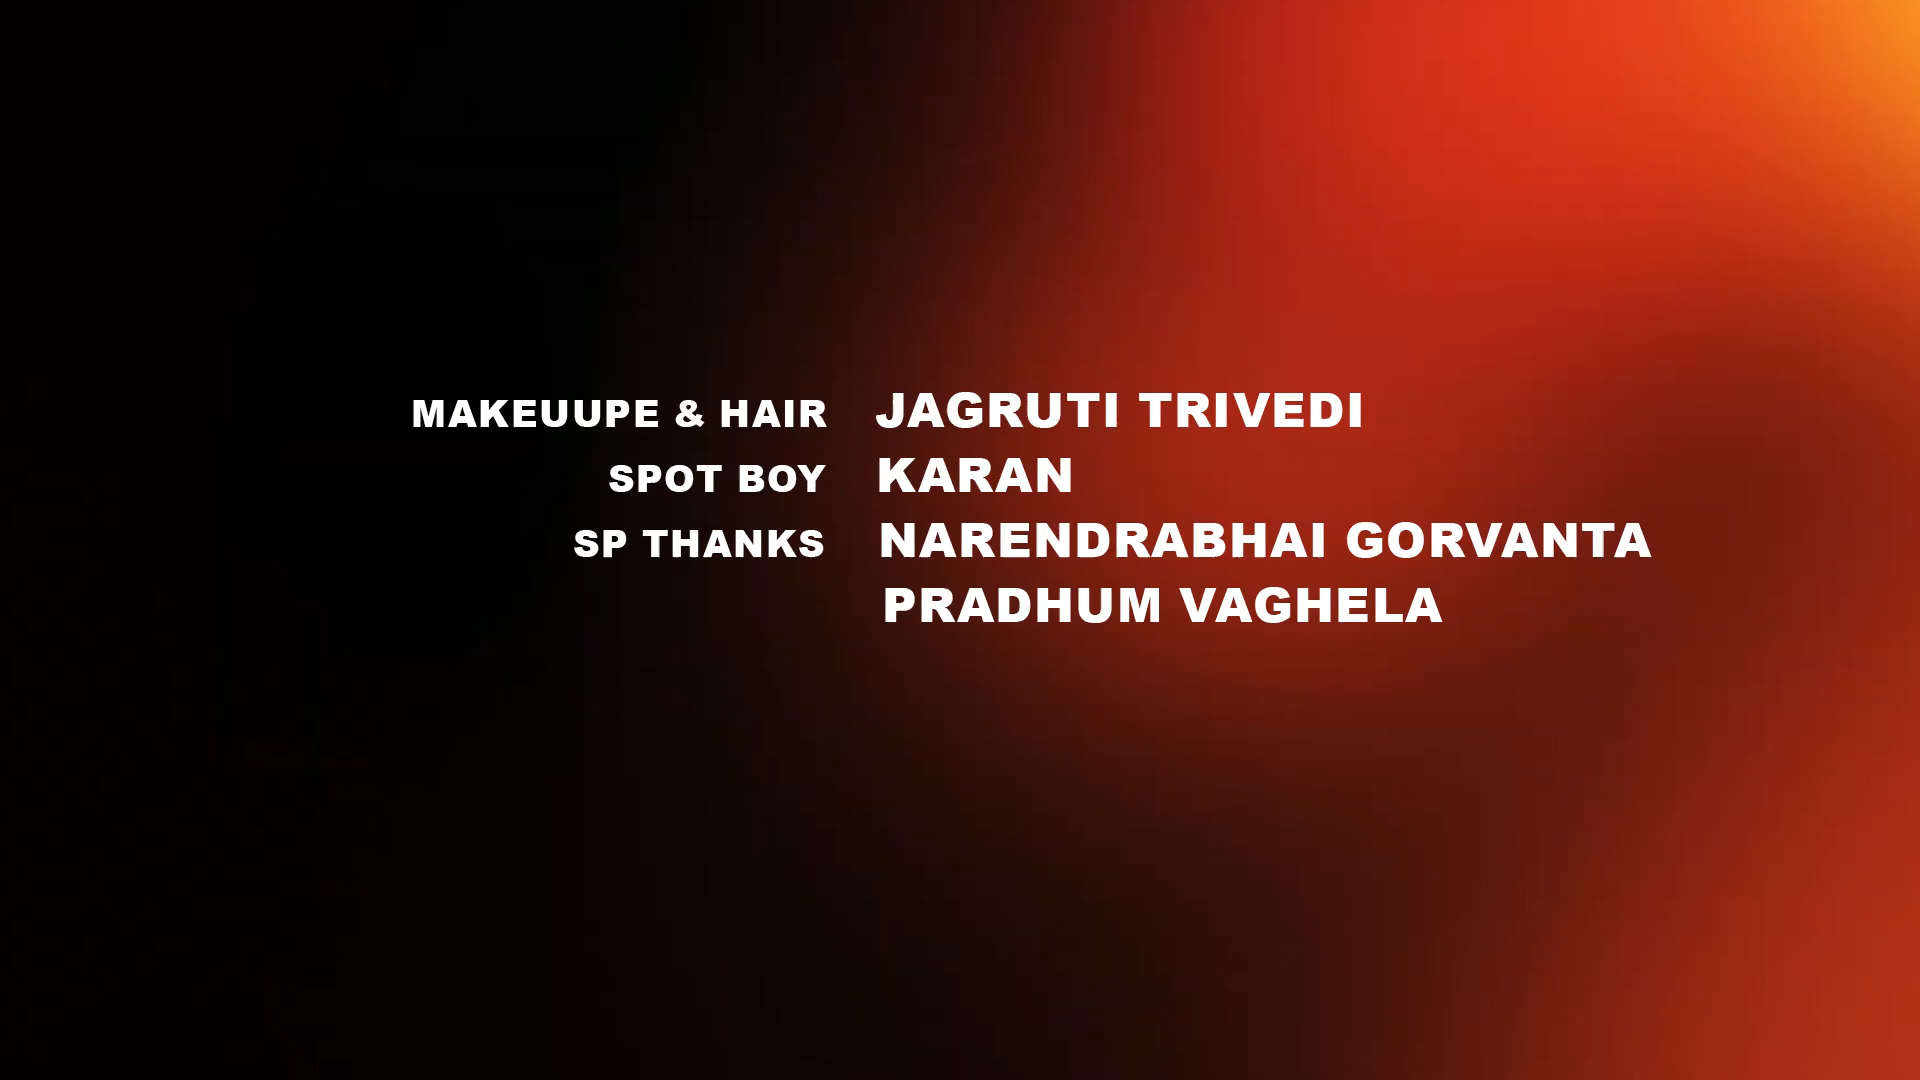 MAKEUUPE & HAIR JAGRUTI TRIVEDI
SPOT BOY KARAN
SP THANKS NARENDRABHAI GORVANTA
PRADHUM VAGHELA